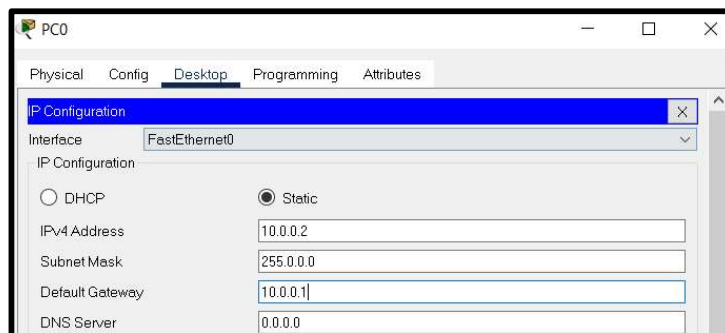 PC0
Physical Config Desktop Programming Attributes
IP Configuration X
Interface FastEthernet0
IP Configuration
DHCP Static
IPv4 Address 10.0.0.2
Subnet Mask 255.0.0.0
Default Gateway 10.0.0.1
DNS Server 0.0.0.0